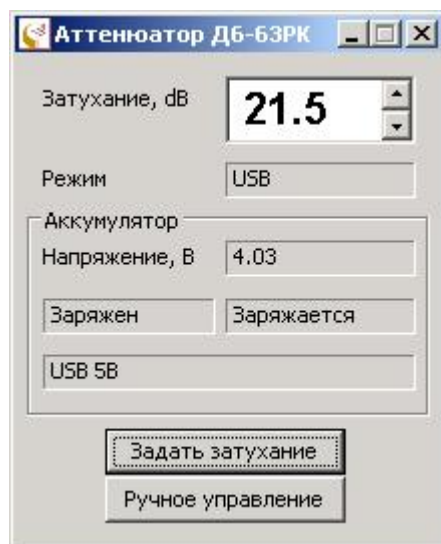 Аттенюатор Д6-63РК
Затухание, dB 21.5
Режим USB
Аккумулятор
Напряжение, В 4.03
Заряжен Заряжается
USB 5В
Задать затухание
Ручное управление